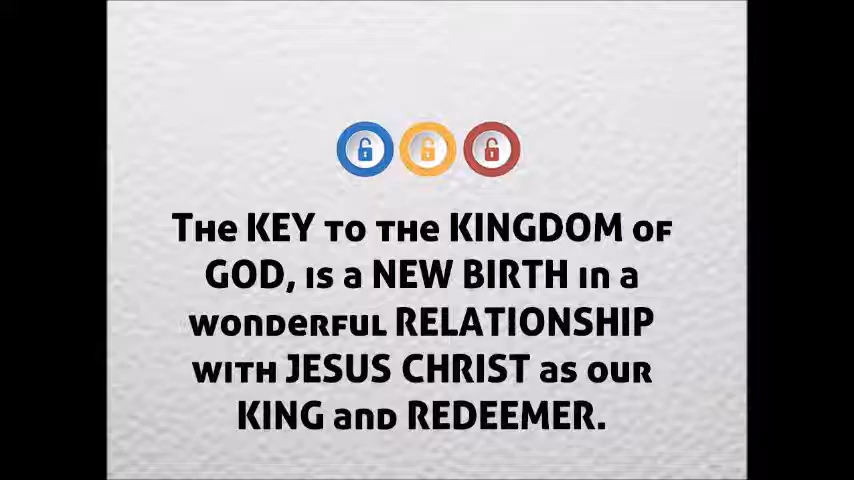 The KEY to the KINGDOM of
GOD, is a NEW BIRTH in a
wonderful RELATIONSHIP
with JESUS CHRIST as our
KING and REDEEMER.